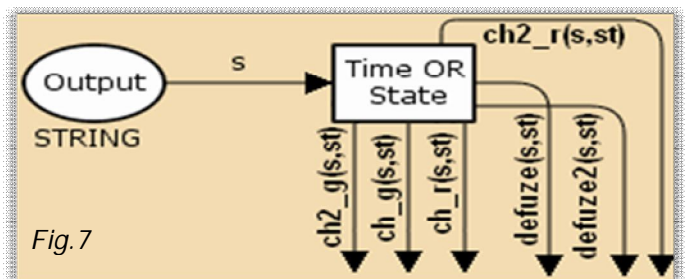 ch2_r(s,st)
Output
s
Time OR
State
STRING
ch2_g(s,st)
ch_g(s,st)
ch_r(s,st)
defuze(s,st)
defuze2(s,st)
Fig.7